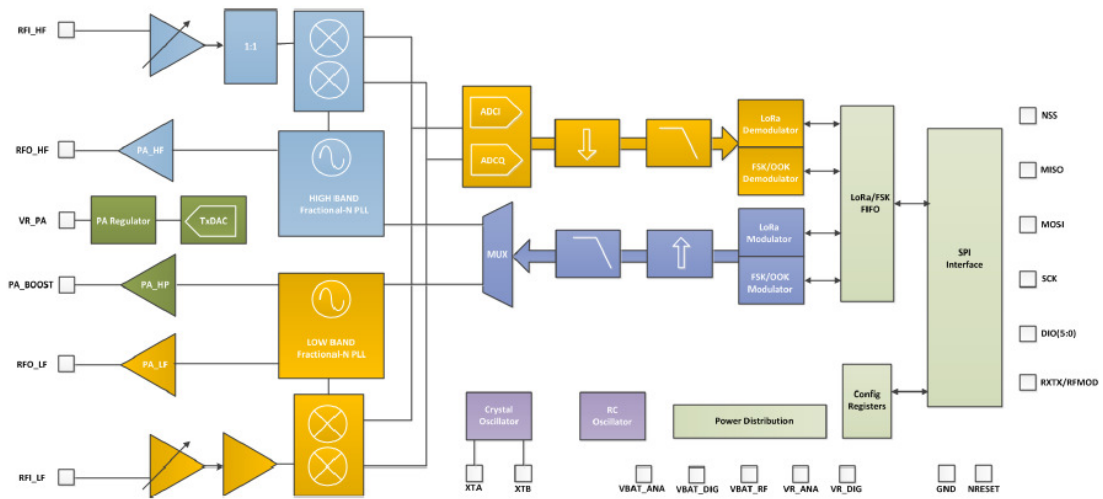 RFI_HF
1:1
ADCI
ADCQ
LoRa
Demodulator
FSK/OOK
Demodulator
NSS
RFO_HF
PA_HF
HIGH BAND
Fractional-N PLL
MISO
VR_PA
PA Regulator
TxDAC
LoRa/FSK
FIFO
MOSI
MUX
LoRa
Modulator
FSK/OOK
Modulator
SPI
Interface
PA_BOOST
PA_HP
SCK
LOW BAND
Fractional-N PLL
DIO(5:0)
RFO_LF
PA_LF
RXTX/RFMOD
Crystal
Oscillator
RC
Oscillator
Power Distribution
Config
Registers
RFI_LF
XTA
XTB
VBAT_ANA
VBAT_DIG
VBAT_RF
VR_ANA
VR_DIG
GND
NRESET